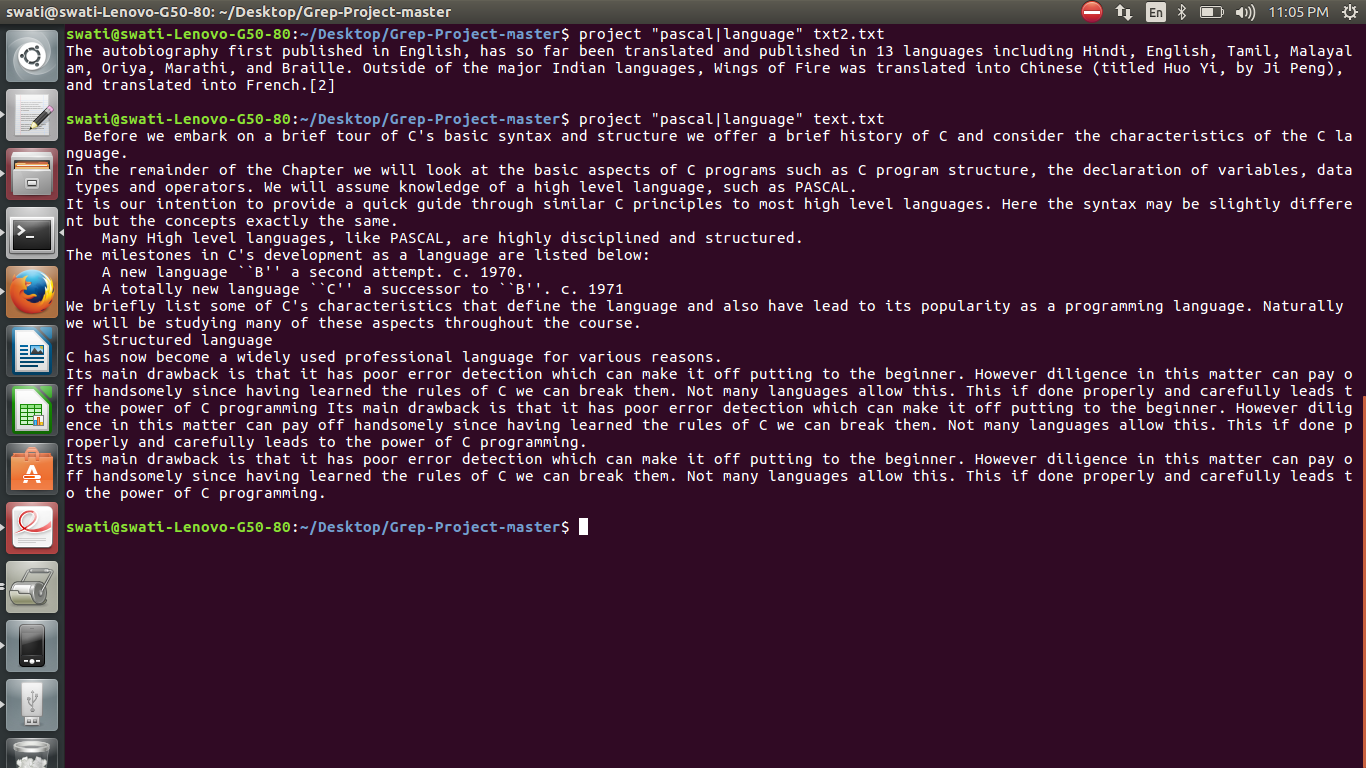 swati@swati-Lenovo-G50-80: ~/Desktop/Grep-Project-master
En
11:05 PM
swati@swati-Lenovo-G50-80:~/Desktop/Grep-Project-master$ project "pascal|language" txt2.txt
The autobiography first published in English, has so far been translated and published in 13 languages including Hindi, English, Tamil, Malayal
am, Oriya, Marathi, and Braille. Outside of the major Indian languages, Wings of Fire was translated into Chinese (titled Huo Yi, by Ji Peng),
and translated into French.[2]
swati@swati-Lenovo-G50-80:~/Desktop/Grep-Project-master$ project "pascal|language" text.txt
  Before we embark on a brief tour of C's basic syntax and structure we offer a brief history of C and consider the characteristics of the C la
nguage.
In the remainder of the Chapter we will look at the basic aspects of C programs such as C program structure, the declaration of variables, data
 types and operators. We will assume knowledge of a high level language, such as PASCAL.
It is our intention to provide a quick guide through similar C principles to most high level languages. Here the syntax may be slightly differe
nt but the concepts exactly the same.
    Many High level languages, like PASCAL, are highly disciplined and structured.
The milestones in C's development as a language are listed below:
    A new language ``B'' a second attempt. c. 1970.
    A totally new language ``C'' a successor to ``B''. c. 1971
We briefly list some of C's characteristics that define the language and also have lead to its popularity as a programming language. Naturally
we will be studying many of these aspects throughout the course.
    Structured language
C has now become a widely used professional language for various reasons.
Its main drawback is that it has poor error detection which can make it off putting to the beginner. However diligence in this matter can pay o
ff handsomely since having learned the rules of C we can break them. Not many languages allow this. This if done properly and carefully leads t
o the power of C programming Its main drawback is that it has poor error detection which can make it off putting to the beginner. However dilig
ence in this matter can pay off handsomely since having learned the rules of C we can break them. Not many languages allow this. This if done p
roperly and carefully leads to the power of C programming.
Its main drawback is that it has poor error detection which can make it off putting to the beginner. However diligence in this matter can pay o
ff handsomely since having learned the rules of C we can break them. Not many languages allow this. This if done properly and carefully leads t
o the power of C programming.
swati@swati-Lenovo-G50-80:~/Desktop/Grep-Project-master$